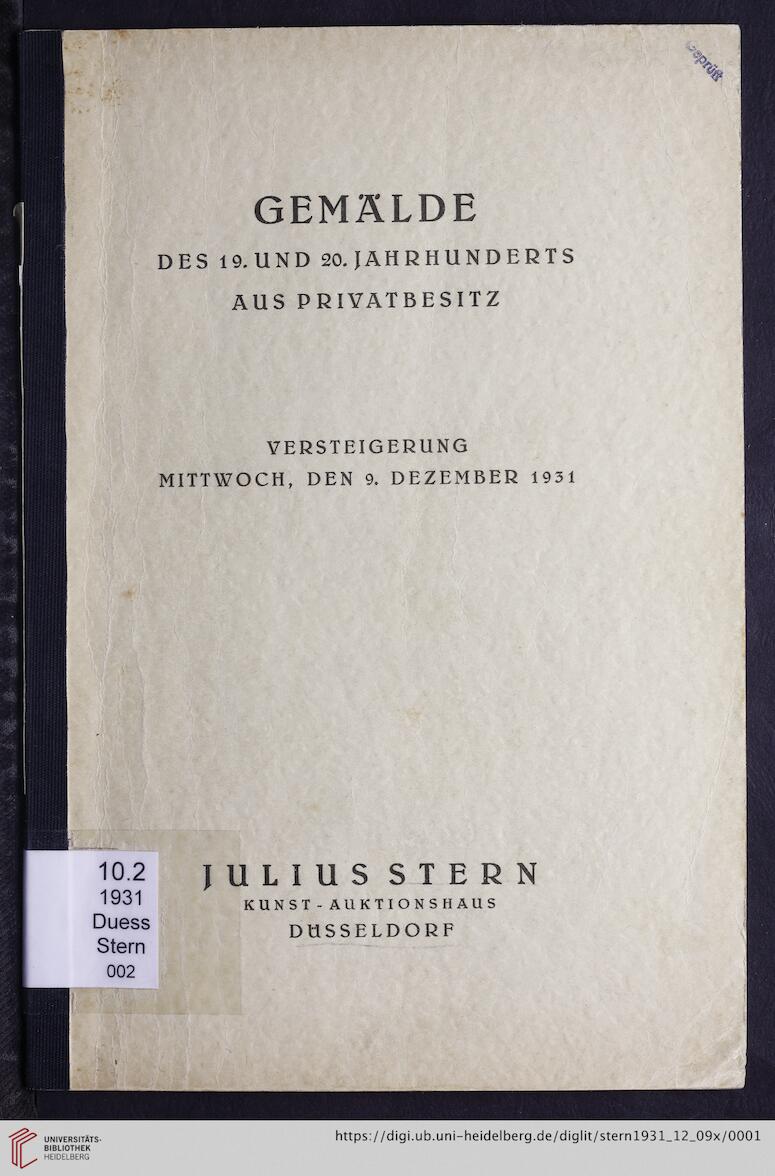 Geprüft
GEMÄLDE
DES 19. UND 20. JAHRHUNDERTS
AUS PRIVATBESITZ
VERSTEIGERUNG
MITTWOCH, DEN 9. DEZEMBER 1931
JULIUS STERN
KUNST-AUKTIONSHAUS
DÜSSELDORF
10.2
1931
Duess
Stern
002
UNIVERSITÄTS-
BIBLIOTHEK
HEIDELBERG
https://digi.ub.uni-heidelberg.de/diglit/stern1931_12_09x/0001